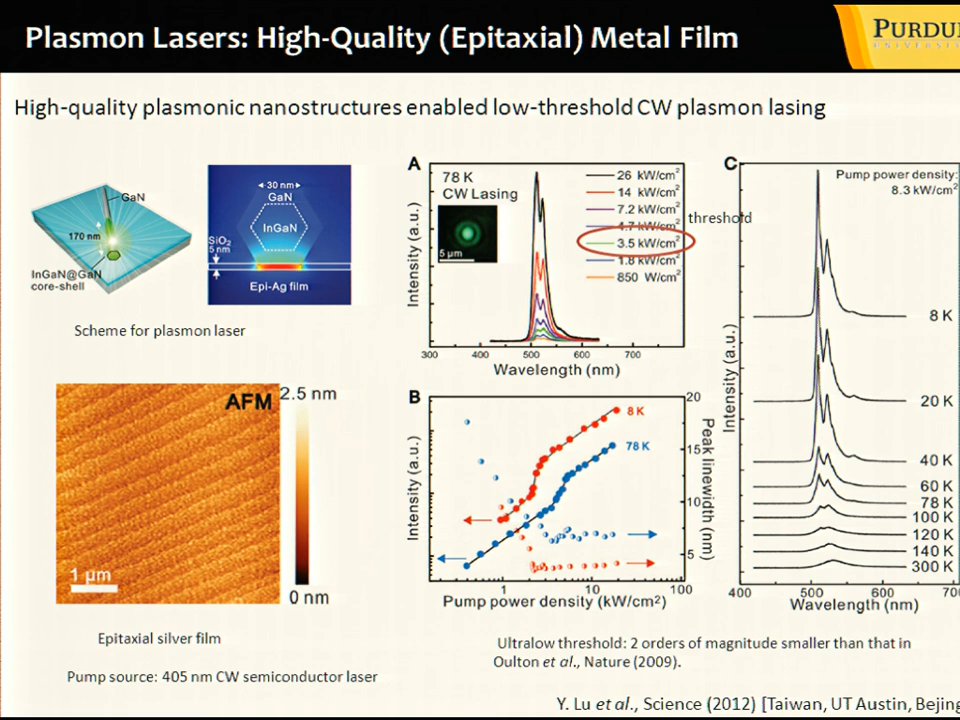 Plasmon Lasers: High-Quality (Epitaxial) Metal Film
PURDU
UNIVERSITY
High-quality plasmonic nanostructures enabled low-threshold CW plasmon lasing
GaN
170 nm
InGaN@GaN
core-shell
30 nm
GaN
InGaN
SiO2
5 nm
Epi-Ag film
Scheme for plasmon laser
AFM
2.5 nm
1 µm
0 nm
Epitaxial silver film
Pump source: 405 nm CW semiconductor laser
A
78 K
CW Lasing
5 µm
26 kW/cm2
14 kW/cm2
7.2 kW/cm2
4.7 kW/cm2
3.5 kW/cm2
1.8 kW/cm2
850 W/cm2
threshold
Intensity (a.u.)
300 400 500 600 700
Wavelength (nm)
B
8 K
78 K
20
15
10
5
Intensity (a.u.)
Peak linewidth (nm)
1 10 100
Pump power density (kW/cm2)
C
Pump power density:
8.3 kW/cm2
8 K
20 K
40 K
60 K
78 K
100 K
120 K
140 K
300 K
Intensity (a.u.)
400 500 600 70
Wavelength (nm)
Ultralow threshold: 2 orders of magnitude smaller than that in
Oulton et al., Nature (2009).
Y. Lu et al., Science (2012) [Taiwan, UT Austin, Bejing